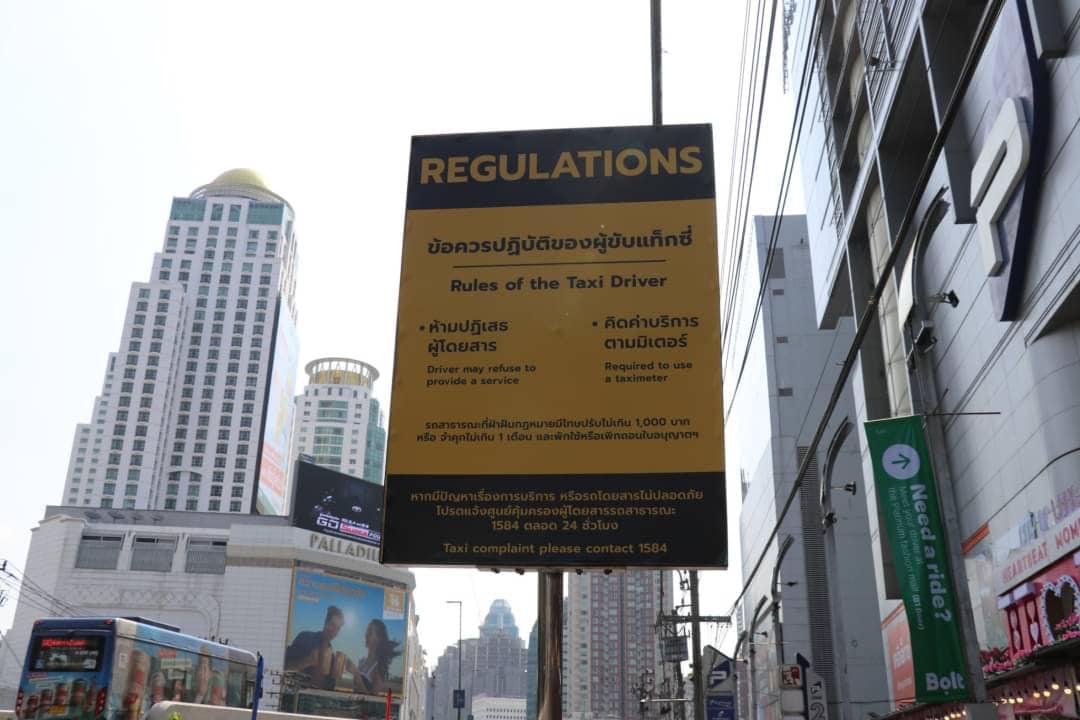 REGULATIONS
ข้อควรปฏิบัติของผู้ขับแท็กซี่
Rules of the Taxi Driver
• ห้ามปฏิเสธ
ผู้โดยสาร
Driver may refuse to
provide a service
• คิดค่าบริการ
ตามมิเตอร์
Required to use
a taximeter
รถสาธารณะที่ฝ่าฝืนกฎหมายมีโทษปรับไม่เกิน 1,000 บาท
หรือ จำคุกไม่เกิน 1 เดือน และพักใช้หรือเพิกถอนใบอนุญาตฯ
หากมีปัญหาเรื่องการบริการ หรือรถโดยสารไม่ปลอดภัย
โปรดแจ้งศูนย์คุ้มครองผู้โดยสารรถสาธารณะ
1584 ตลอด 24 ชั่วโมง
Taxi complaint please contact 1584
PALLADIU
P
Need a ride?
Meet your driver at
the Platinum fashion mall
Bolt
HEARTBEAT WOM
P
2